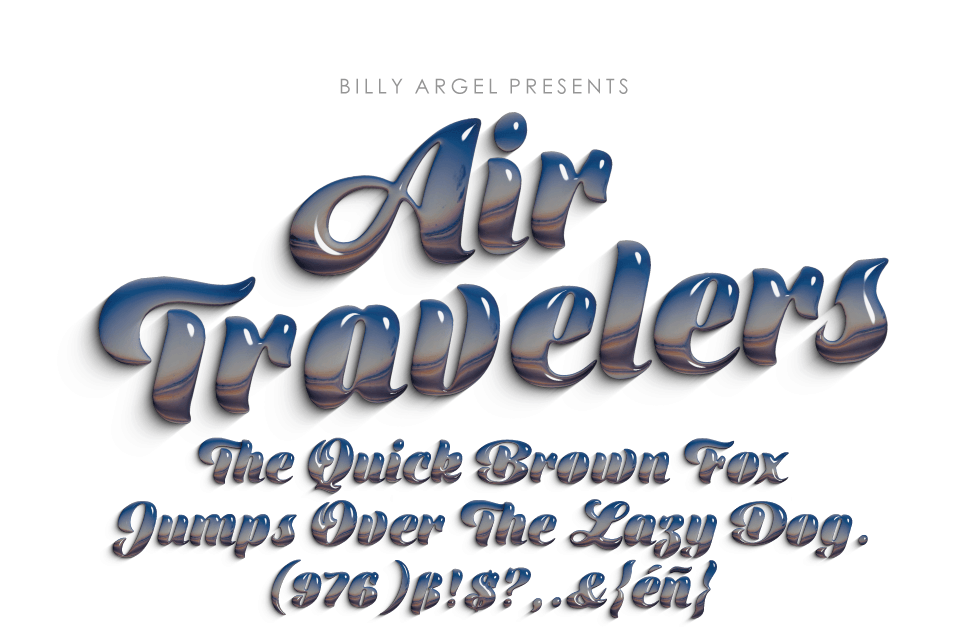 BILLY ARGEL PRESENTS
Air
Travelers
The Quick Brown Fox
Jumps Over The Lazy Dog.
(976)ß!$?,.&{éñ}